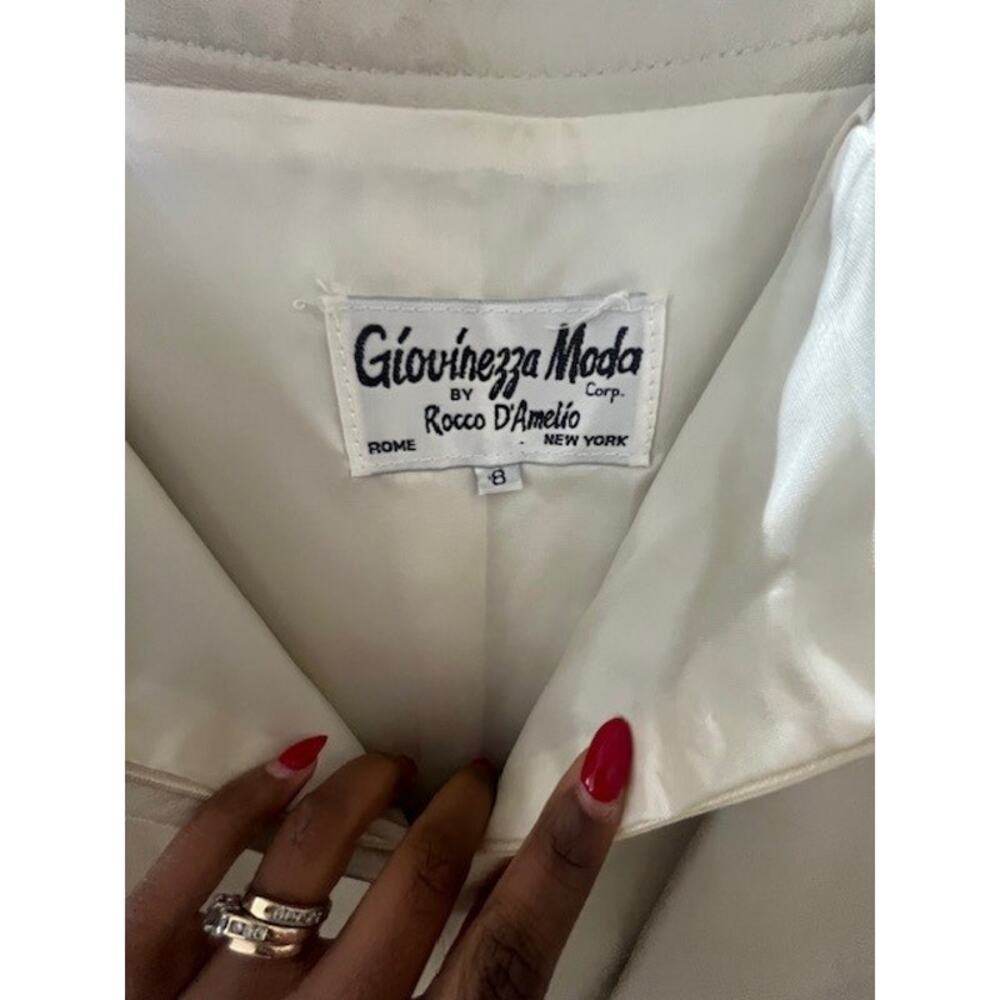 Giovinezza Moda
BY Corp.
Rocco D'Amelio
ROME NEW YORK
8